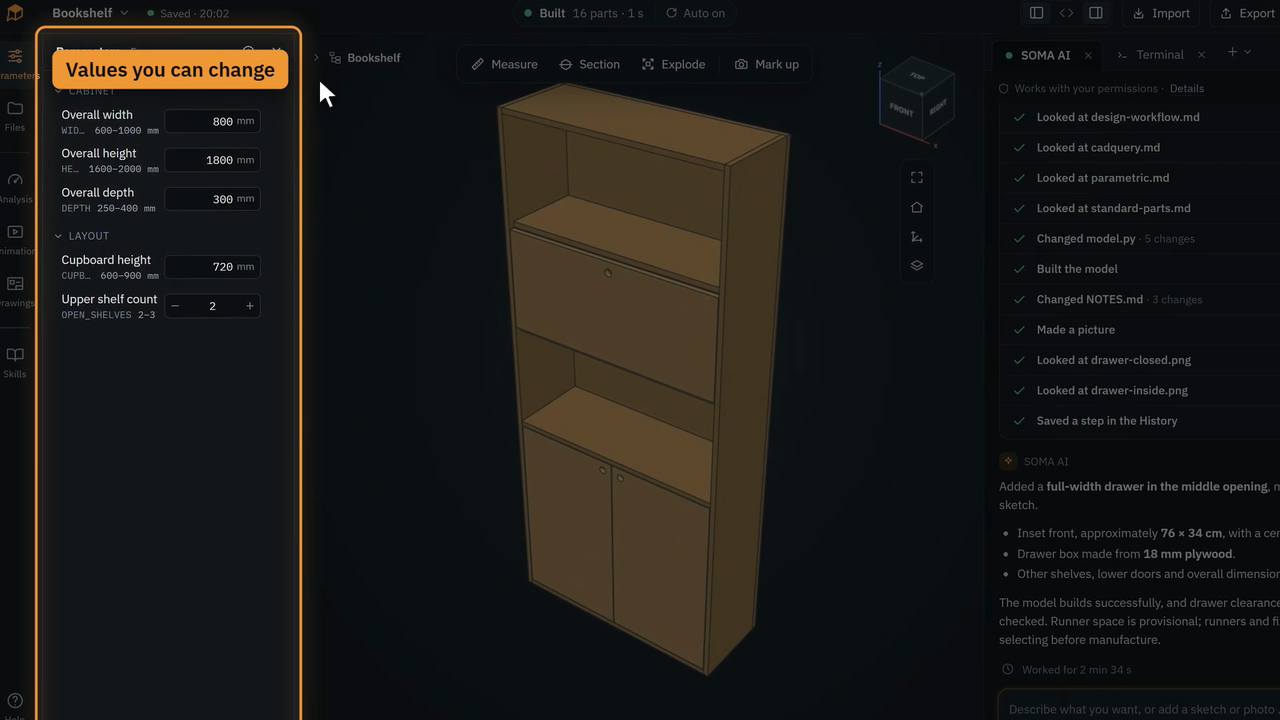 Bookshelf
Saved · 20:02
Built 16 parts · 1 s
Auto on
Import
Export
Values you can change
CABINET
Overall width
WID… 600–1000 mm
800 mm
Overall height
HE… 1600–2000 mm
1800 mm
Overall depth
DEPTH 250–400 mm
300 mm
LAYOUT
Cupboard height
CUPB… 600–900 mm
720 mm
Upper shelf count
OPEN_SHELVES 2–3
− 2 +
Files
Skills
Bookshelf
Measure
Section
Explode
Mark up
Z
TOP
FRONT
RIGHT
X
SOMA AI
Terminal
Works with your permissions · Details
Looked at design-workflow.md
Looked at cadquery.md
Looked at parametric.md
Looked at standard-parts.md
Changed model.py · 5 changes
Built the model
Changed NOTES.md · 3 changes
Made a picture
Looked at drawer-closed.png
Looked at drawer-inside.png
Saved a step in the History
SOMA AI
Added a full-width drawer in the middle opening,
sketch.
Inset front, approximately 76 × 34 cm, with a
Drawer box made from 18 mm plywood.
Other shelves, lower doors and overall
The model builds successfully, and drawer
checked. Runner space is provisional; runners and
selecting before manufacture.
Worked for 2 min 34 s
Describe what you want, or add a sketch or photo